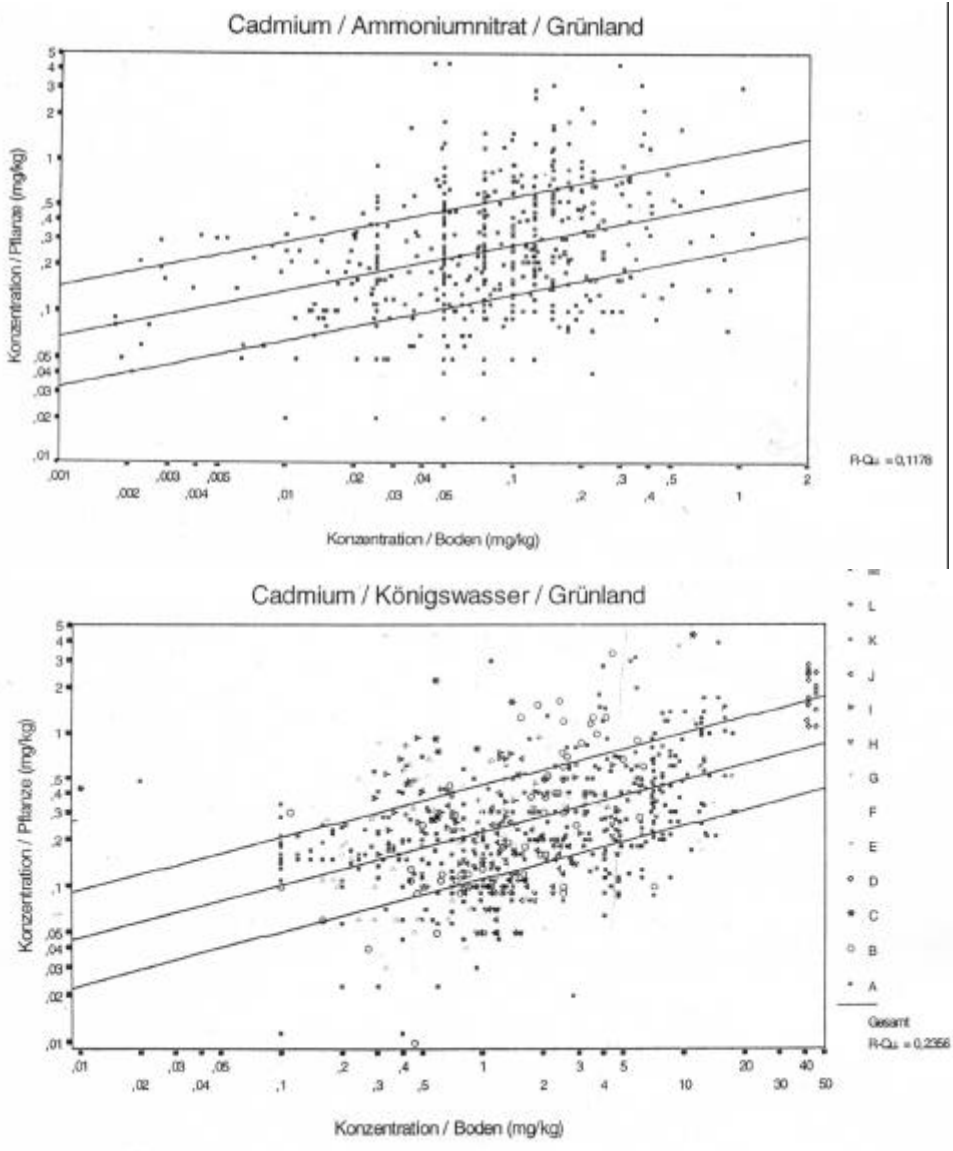 Cadmium / Ammoniumnitrat / Grünland
Konzentration / Pflanze (mg/kg)
5
4
3
2
1
,5
,4
,3
,2
,1
,05
,04
,03
,02
,01
,001 ,003 ,005 ,01 ,02 ,04 ,1 ,3 ,5 2
,002 ,004 ,03 ,05 ,2 ,4 1
Konzentration / Boden (mg/kg)
R-Qu = 0,1178
Cadmium / Königswasser / Grünland
Konzentration / Pflanze (mg/kg)
5
4
3
2
1
,5
,4
,3
,2
,1
,05
,04
,03
,02
,01
,01 ,03 ,05 ,1 ,2 ,4 1 3 5 20 40
,02 ,04 ,3 ,5 2 4 10 30 50
Konzentration / Boden (mg/kg)
L
K
J
I
H
G
F
E
D
C
B
A
Gesamt
R-Qu = 0,2356